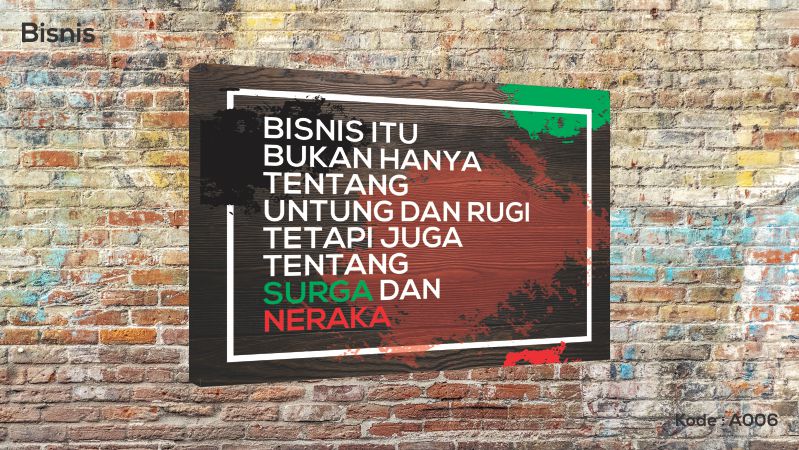 Bisnis
BISNIS ITU
BUKAN HANYA
TENTANG
UNTUNG DAN RUGI
TETAPI JUGA
TENTANG
SURGA DAN
NERAKA
Kode : A006